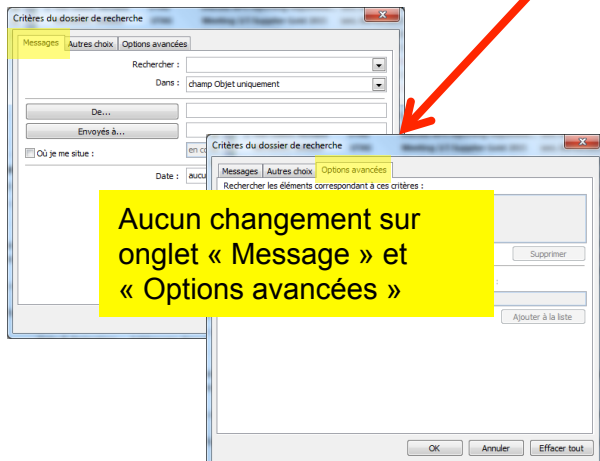 Critères du dossier de recherche
Messages Autres choix Options avancées
Rechercher :
Dans : champ Objet uniquement
De...
Envoyés à...
Où je me situe :
Date :
Critères du dossier de recherche
Messages Autres choix Options avancées
Rechercher les éléments correspondant à ces critères :
Supprimer
Ajouter à la liste
OK Annuler Effacer tout
Aucun changement sur
onglet « Message » et
« Options avancées »